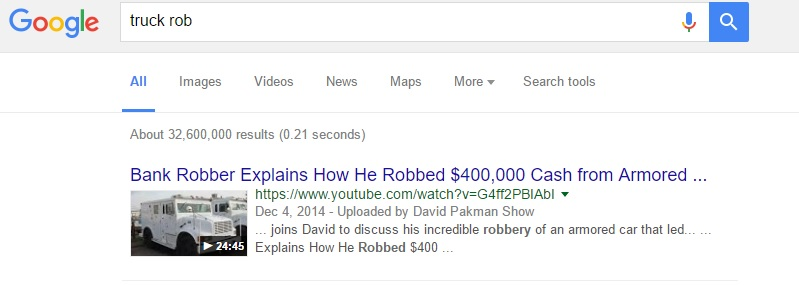 Google truck rob
All Images Videos News Maps More Search tools
About 32,600,000 results (0.21 seconds)
Bank Robber Explains How He Robbed $400,000 Cash from Armored ...
https://www.youtube.com/watch?v=G4ff2PBIAbI
Dec 4, 2014 - Uploaded by David Pakman Show
... joins David to discuss his incredible robbery of an armored car that led... ...
24:45
Explains How He Robbed $400 ...